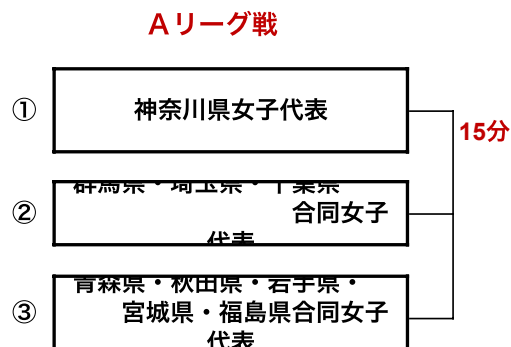 Ａリーグ戦
① 神奈川県女子代表
15分
群馬県・埼玉県・千葉県
② 合同女子
代表
青森県・秋田県・岩手県・
③ 宮城県・福島県合同女子
代表